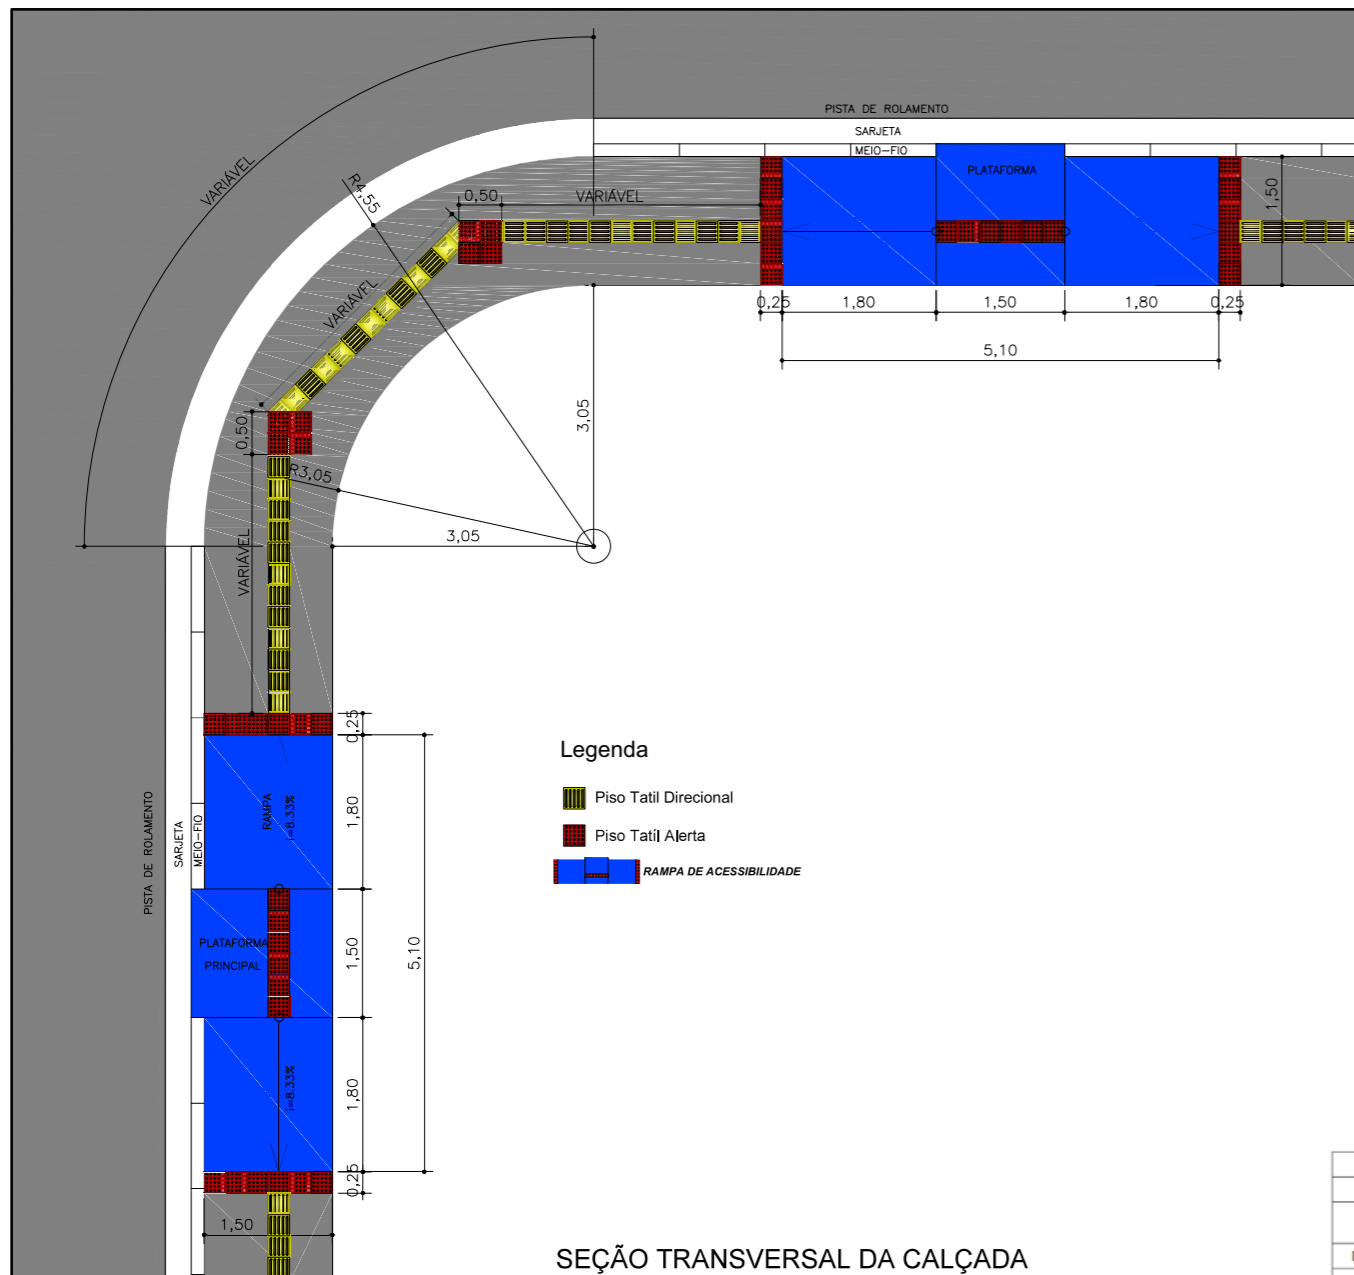 PISTA DE ROLAMENTO
SARJETA
MEIO-FIO
PLATAFORMA
VARIÁVEL
R4,55
0,50
VARIÁVEL
1,50
VARIÁVEL
0,25
1,80
1,50
1,80
0,25
5,10
0,50
R3,05
3,05
3,05
VARIÁVEL
0,25
PISTA DE ROLAMENTO
SARJETA
MEIO-FIO
RAMPA
i=8.33%
1,80
Legenda
Piso Tatil Direcional
Piso Tatíl Alerta
RAMPA DE ACESSIBILIDADE
PLATAFORMA
PRINCIPAL
1,50
5,10
i=8.33%
1,80
0,25
1,50
SEÇÃO TRANSVERSAL DA CALÇADA